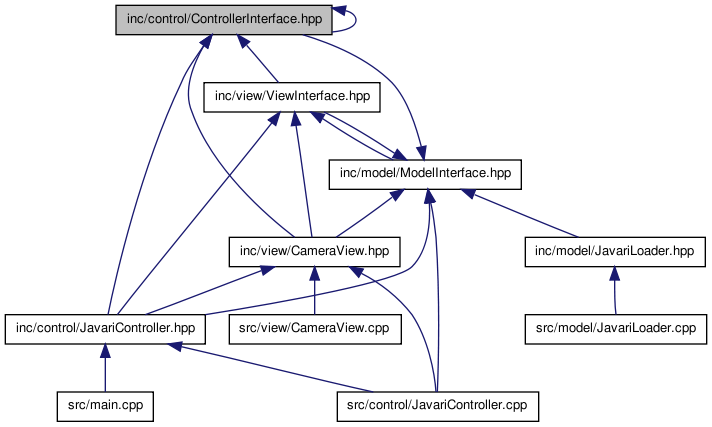 inc/control/ControllerInterface.hpp
inc/view/ViewInterface.hpp
inc/model/ModelInterface.hpp
inc/view/CameraView.hpp
inc/model/JavariLoader.hpp
inc/control/JavariController.hpp
src/view/CameraView.cpp
src/model/JavariLoader.cpp
src/main.cpp
src/control/JavariController.cpp